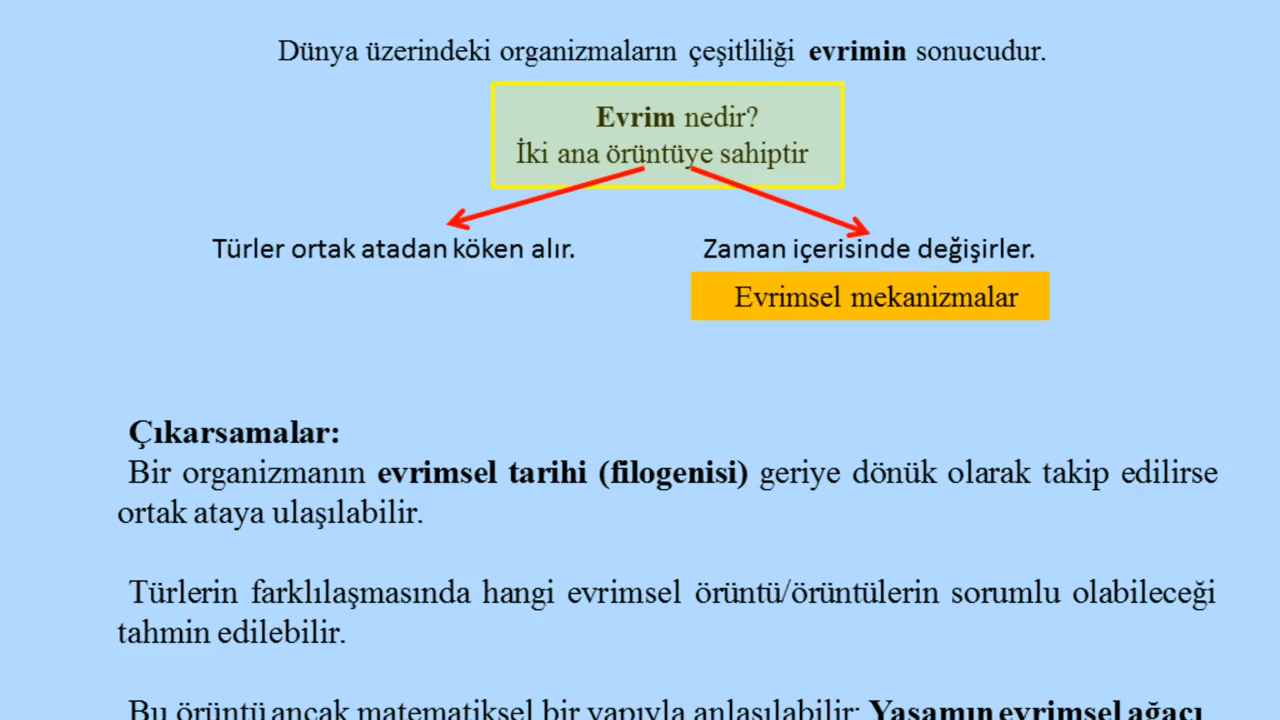 Dünya üzerindeki organizmaların çeşitliliği evrimin sonucudur.
Evrim nedir?
İki ana örüntüye sahiptir
Türler ortak atadan köken alır.
Zaman içerisinde değişirler.
Evrimsel mekanizmalar
Çıkarsamalar:
Bir organizmanın evrimsel tarihi (filogenisi) geriye dönük olarak takip edilirse
ortak ataya ulaşılabilir.
Türlerin farklılaşmasında hangi evrimsel örüntü/örüntülerin sorumlu olabileceği
tahmin edilebilir.
Bu örüntü ancak matematiksel bir yapıyla anlaşılabilir: Yaşamın evrimsel ağacı